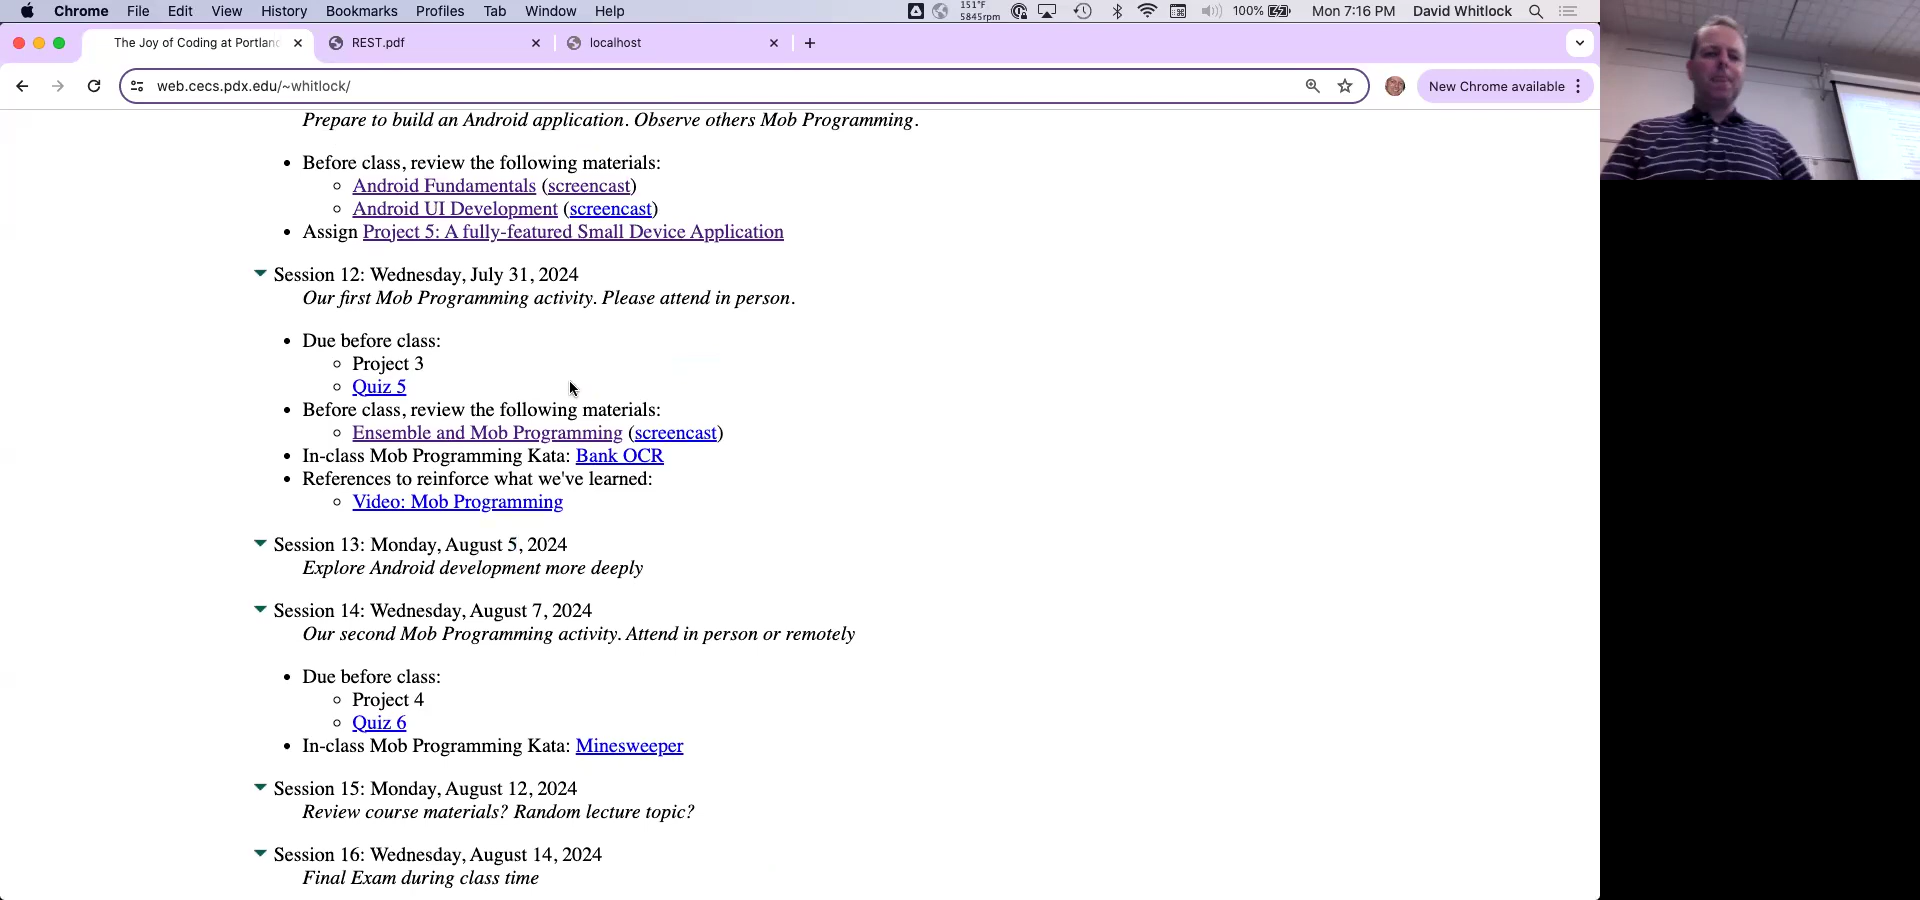 Chrome File Edit View History Bookmarks Profiles Tab Window Help 151°F 5845rpm 100% Mon 7:16 PM David Whitlock
The Joy of Coding at Portland REST.pdf localhost
web.cecs.pdx.edu/~whitlock/ New Chrome available
Prepare to build an Android application. Observe others Mob Programming.
Before class, review the following materials:
Android Fundamentals (screencast)
Android UI Development (screencast)
Assign Project 5: A fully-featured Small Device Application
Session 12: Wednesday, July 31, 2024
Our first Mob Programming activity. Please attend in person.
Due before class:
Project 3
Quiz 5
Before class, review the following materials:
Ensemble and Mob Programming (screencast)
In-class Mob Programming Kata: Bank OCR
References to reinforce what we've learned:
Video: Mob Programming
Session 13: Monday, August 5, 2024
Explore Android development more deeply
Session 14: Wednesday, August 7, 2024
Our second Mob Programming activity. Attend in person or remotely
Due before class:
Project 4
Quiz 6
In-class Mob Programming Kata: Minesweeper
Session 15: Monday, August 12, 2024
Review course materials? Random lecture topic?
Session 16: Wednesday, August 14, 2024
Final Exam during class time